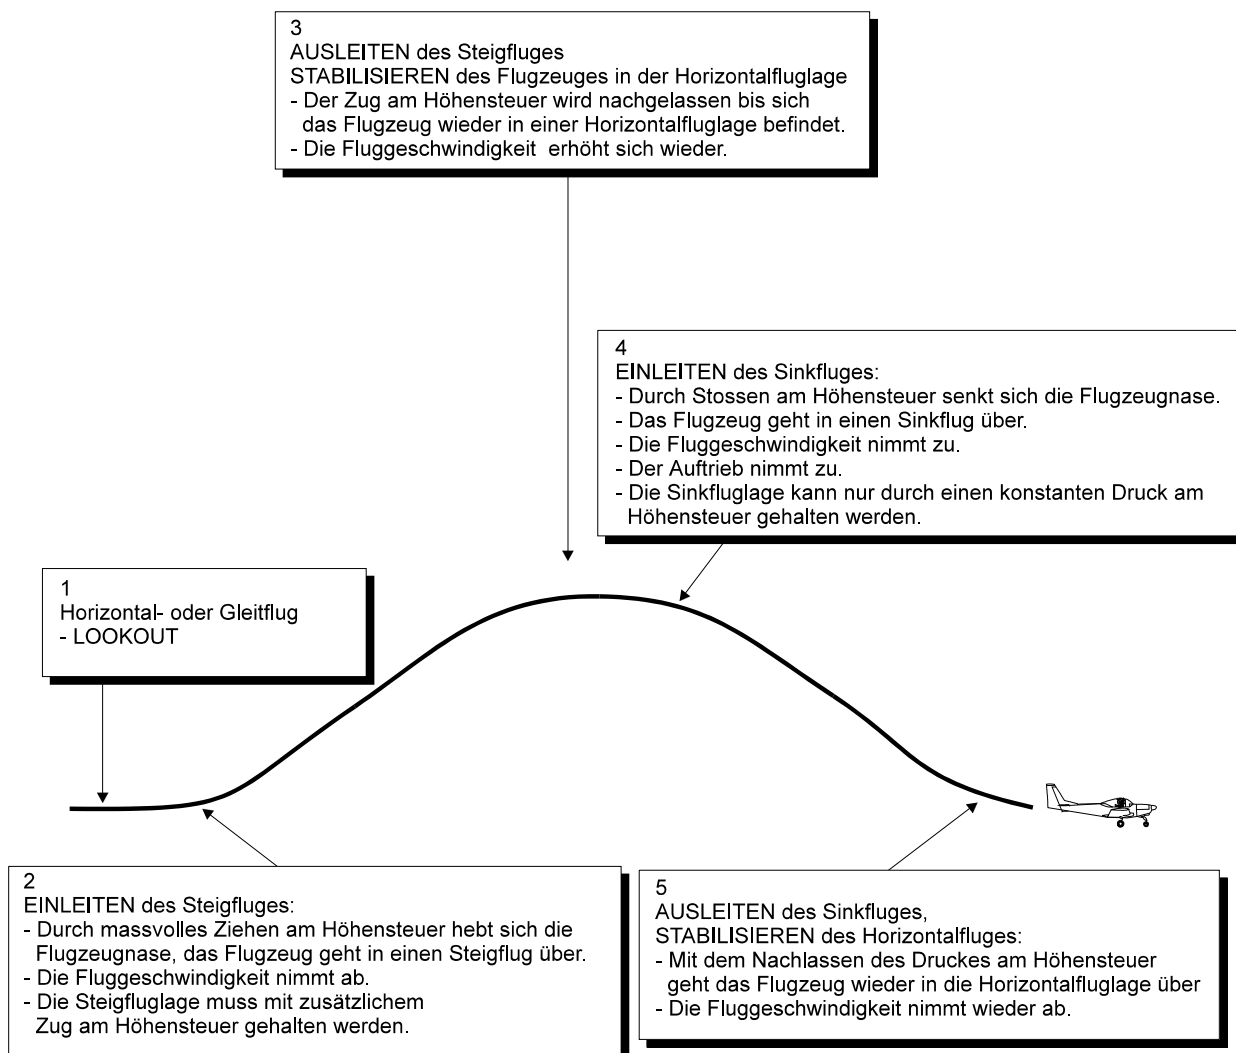 3
AUSLEITEN des Steigfluges
STABILISIEREN des Flugzeuges in der Horizontalfluglage
- Der Zug am Höhensteuer wird nachgelassen bis sich
das Flugzeug wieder in einer Horizontalfluglage befindet.
- Die Fluggeschwindigkeit erhöht sich wieder.
4
EINLEITEN des Sinkfluges:
- Durch Stossen am Höhensteuer senkt sich die Flugzeugnase.
- Das Flugzeug geht in einen Sinkflug über.
- Die Fluggeschwindigkeit nimmt zu.
- Der Auftrieb nimmt zu.
- Die Sinkfluglage kann nur durch einen konstanten Druck am
Höhensteuer gehalten werden.
1
Horizontal- oder Gleitflug
- LOOKOUT
2
EINLEITEN des Steigfluges:
- Durch massvolles Ziehen am Höhensteuer hebt sich die
Flugzeugnase, das Flugzeug geht in einen Steigflug über.
- Die Fluggeschwindigkeit nimmt ab.
- Die Steigfluglage muss mit zusätzlichem
Zug am Höhensteuer gehalten werden.
5
AUSLEITEN des Sinkfluges,
STABILISIEREN des Horizontalfluges:
- Mit dem Nachlassen des Druckes am Höhensteuer
geht das Flugzeug wieder in die Horizontalfluglage über
- Die Fluggeschwindigkeit nimmt wieder ab.